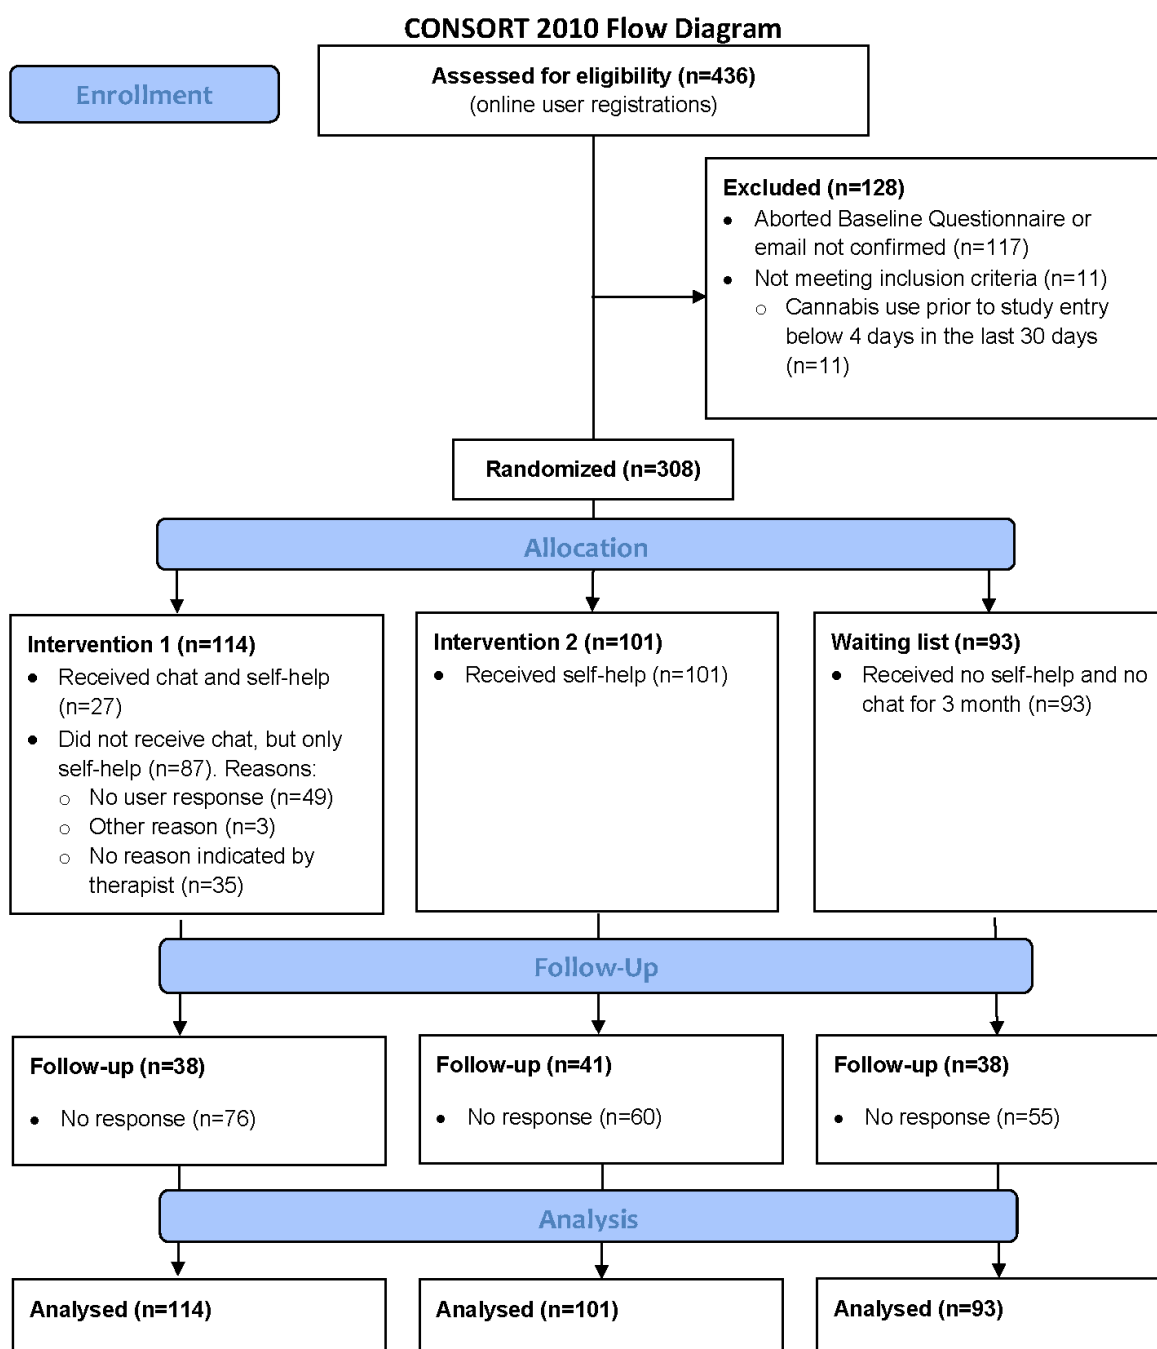 CONSORT 2010 Flow Diagram
Enrollment
Assessed for eligibility (n=436)
(online user registrations)
Excluded (n=128)
• Aborted Baseline Questionnaire or
email not confirmed (n=117)
• Not meeting inclusion criteria (n=11)
○ Cannabis use prior to study entry
below 4 days in the last 30 days
(n=11)
Randomized (n=308)
Allocation
Intervention 1 (n=114)
• Received chat and self-help
(n=27)
• Did not receive chat, but only
self-help (n=87). Reasons:
○ No user response (n=49)
○ Other reason (n=3)
○ No reason indicated by
therapist (n=35)
Intervention 2 (n=101)
• Received self-help (n=101)
Waiting list (n=93)
• Received no self-help and no
chat for 3 month (n=93)
Follow-Up
Follow-up (n=38)
• No response (n=76)
Follow-up (n=41)
• No response (n=60)
Follow-up (n=38)
• No response (n=55)
Analysis
Analysed (n=114)
Analysed (n=101)
Analysed (n=93)